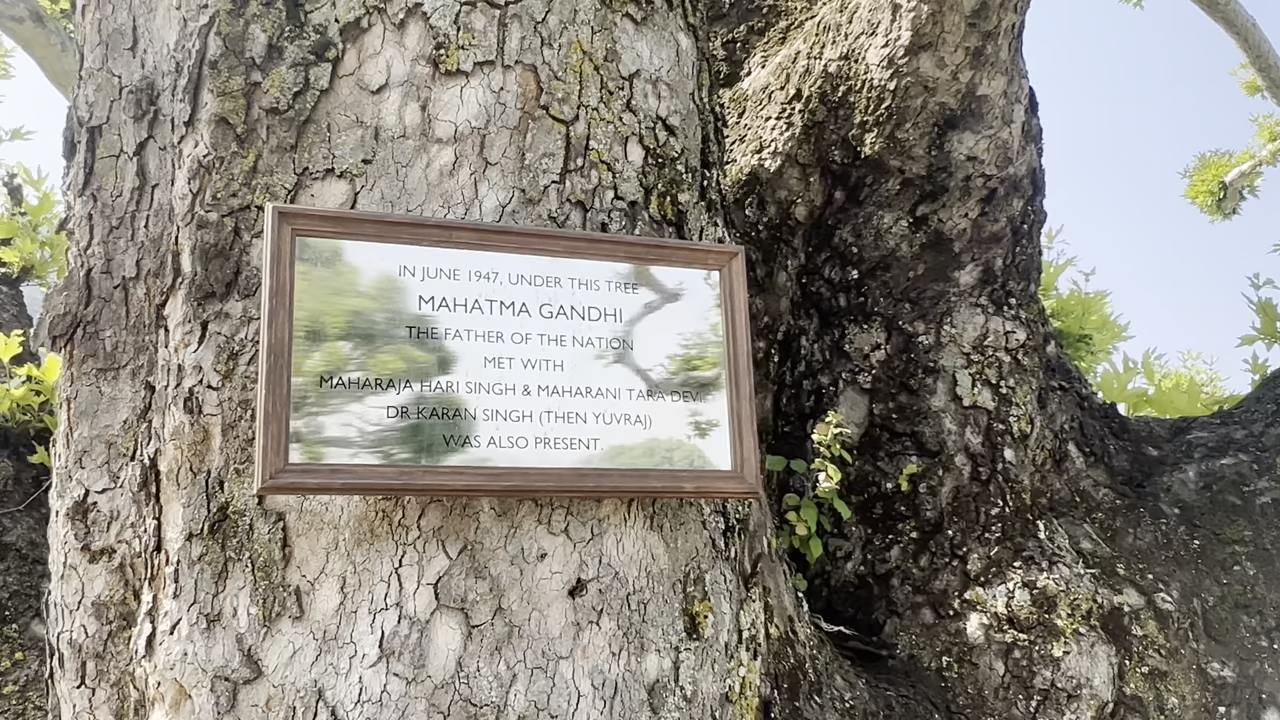 IN JUNE 1947, UNDER THIS TREE
MAHATMA GANDHI
THE FATHER OF THE NATION
MET WITH
MAHARAJA HARI SINGH & MAHARANI TARA DEVI.
DR KARAN SINGH (THEN YUVRAJ)
WAS ALSO PRESENT.